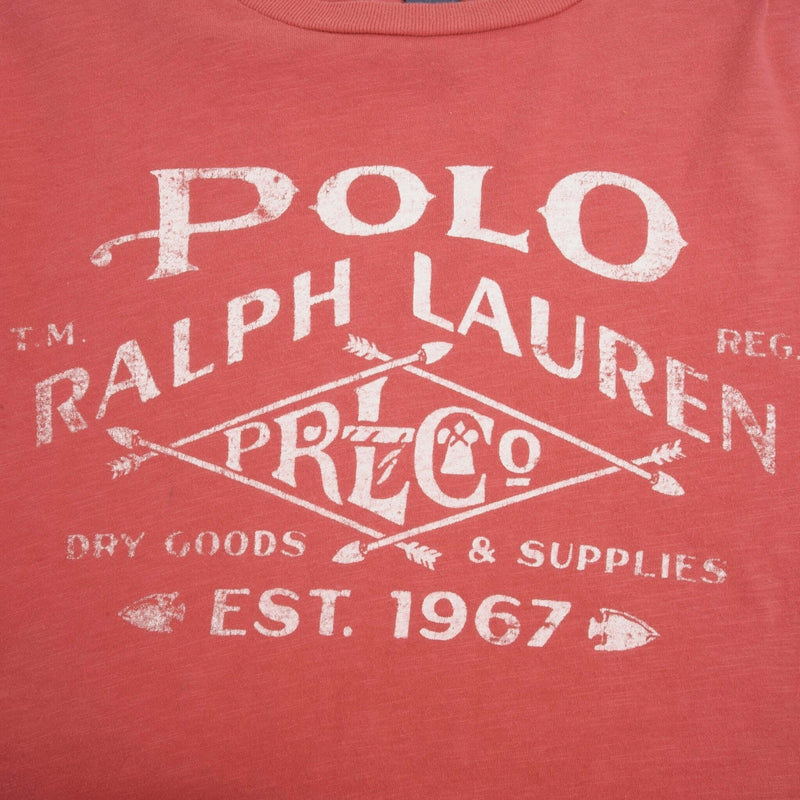 POLO
RALPH LAUREN
T.M.
REG.
PRLCo
DRY GOODS & SUPPLIES
EST. 1967